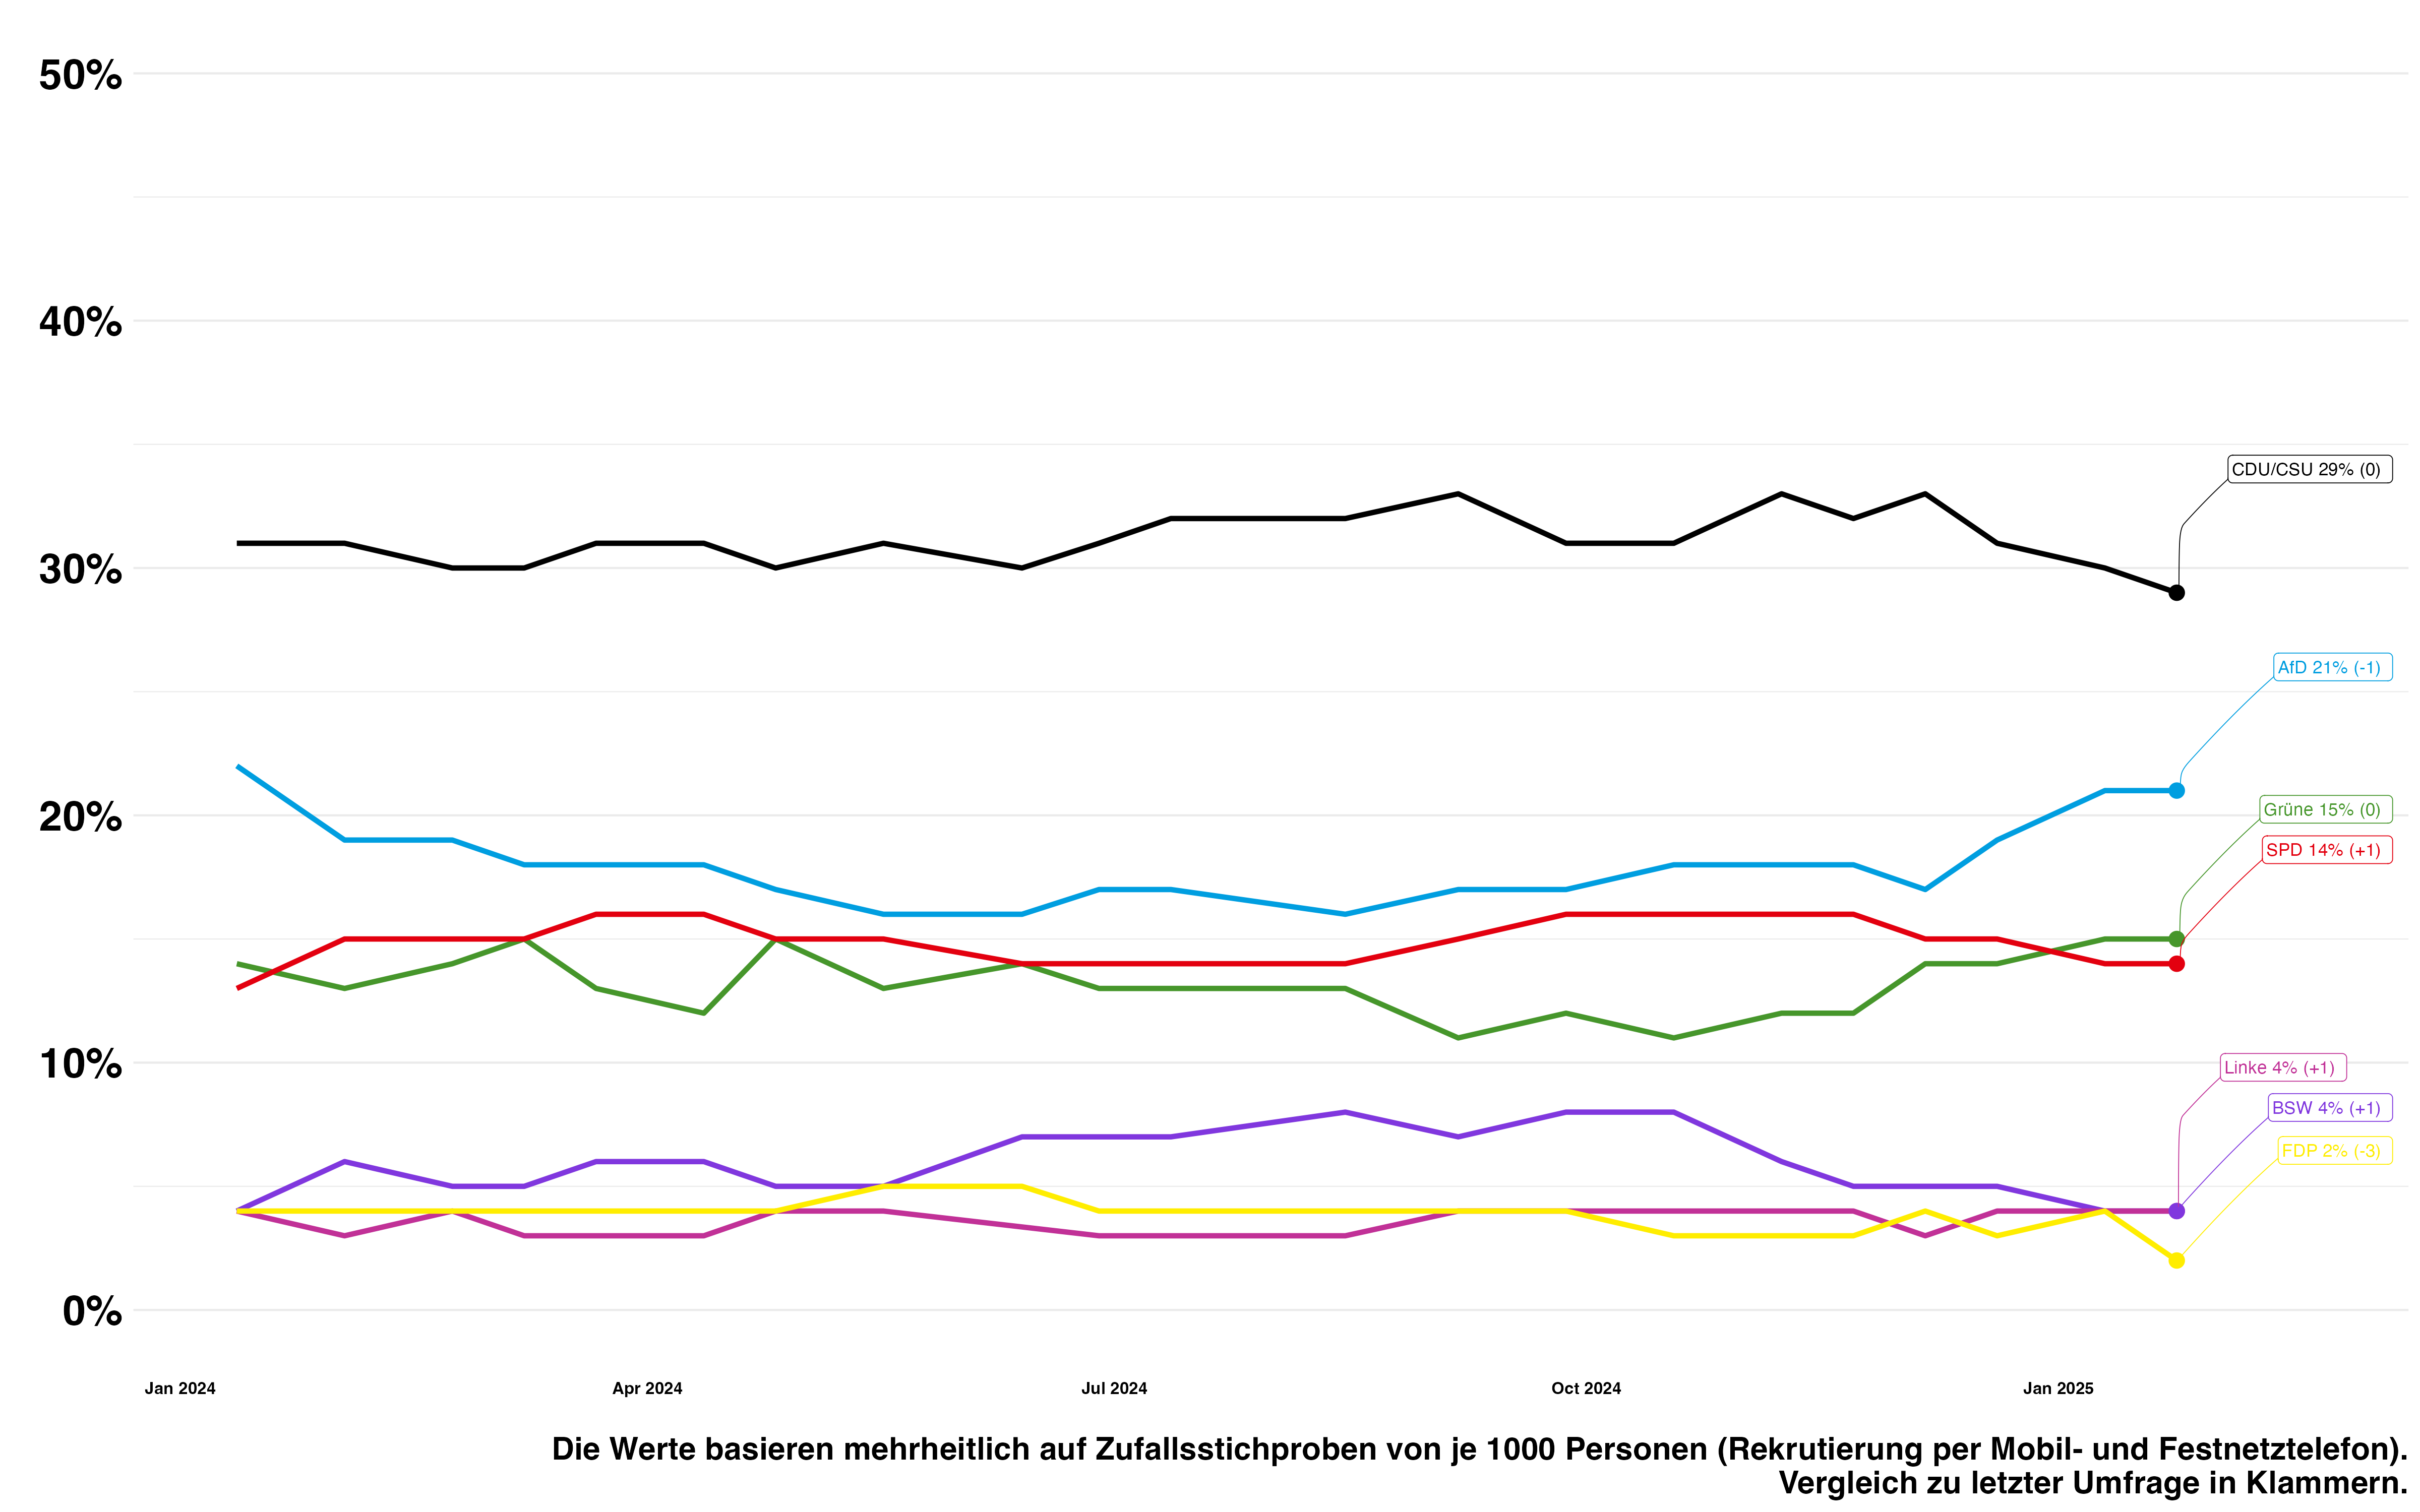 50%
40%
30%
20%
10%
0%
CDU/CSU 29% (0)
AfD 21% (-1)
Grüne 15% (0)
SPD 14% (+1)
Linke 4% (+1)
BSW 4% (+1)
FDP 2% (-3)
Jan 2024
Apr 2024
Jul 2024
Oct 2024
Jan 2025
Die Werte basieren mehrheitlich auf Zufallsstichproben von je 1000 Personen (Rekrutierung per Mobil- und Festnetztelefon).
Vergleich zu letzter Umfrage in Klammern.